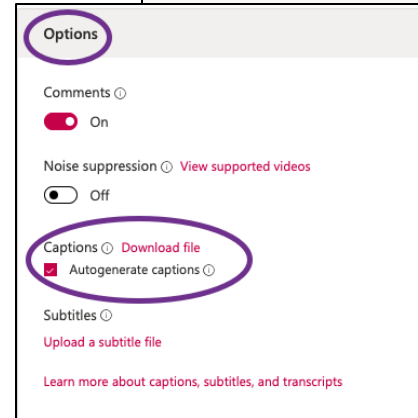 Options
Comments
On
Noise suppression View supported videos
Off
Captions Download file
Autogenerate captions
Subtitles
Upload a subtitle file
Learn more about captions, subtitles, and transcripts